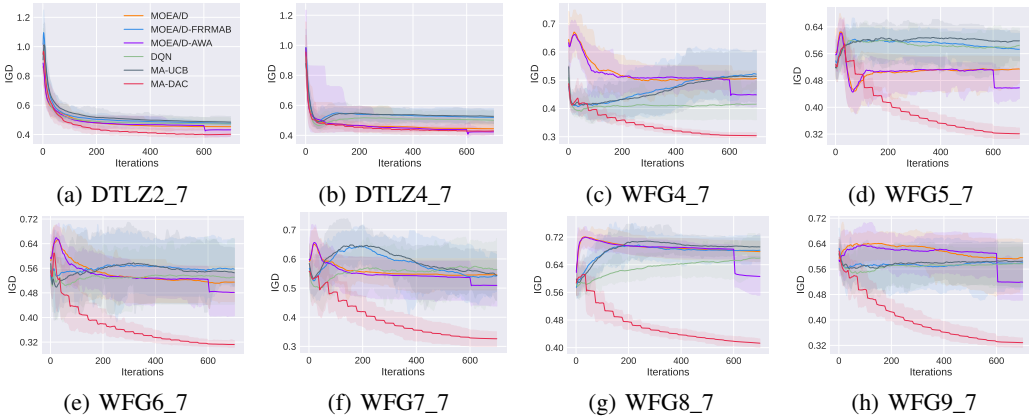 1.2
1.0
0.8
0.6
0.4
IGD
MOEA/D
MOEA/D-FRRMAB
MOEA/D-AWA
DQN
MA-UCB
MA-DAC
0
200
400
600
Iterations
(a) DTLZ2_7
1.2
1.0
0.8
0.6
0.4
IGD
0
200
400
600
Iterations
(b) DTLZ4_7
0.7
0.6
0.5
0.4
0.3
IGD
0
200
400
600
Iterations
(c) WFG4_7
0.64
0.56
0.48
0.40
0.32
IGD
0
200
400
600
Iterations
(d) WFG5_7
0.72
0.64
0.56
0.48
0.40
0.32
IGD
0
200
400
600
Iterations
(e) WFG6_7
0.7
0.6
0.5
0.4
0.3
IGD
0
200
400
600
Iterations
(f) WFG7_7
0.72
0.64
0.56
0.48
0.40
IGD
0
200
400
600
Iterations
(g) WFG8_7
0.72
0.64
0.56
0.48
0.40
0.32
IGD
0
200
400
600
Iterations
(h) WFG9_7